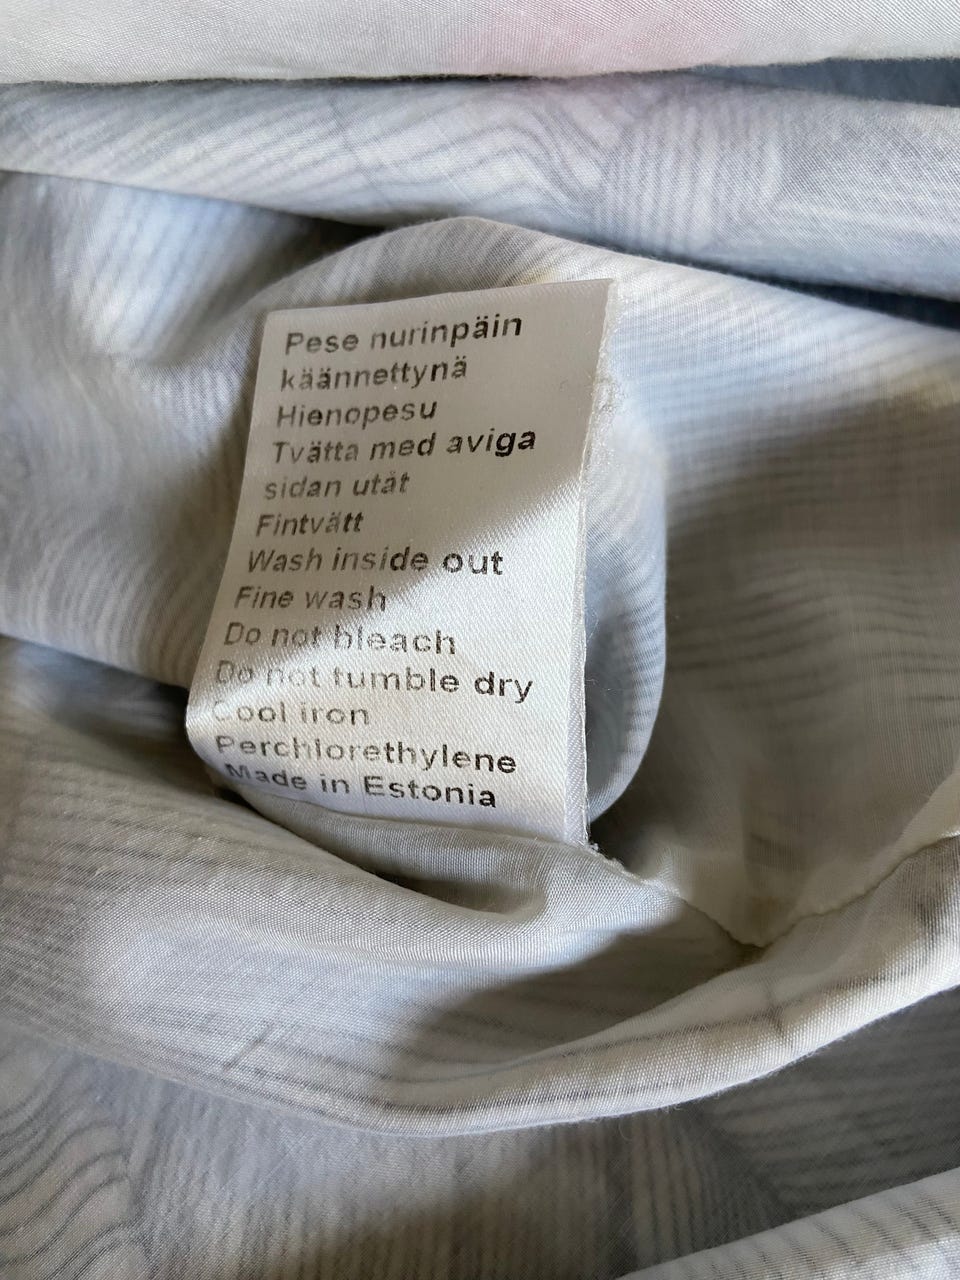 Pese nurinpäin
käännettynä
Hienopesu
Tvätta med aviga
sidan utåt
Fintvätt
Wash inside out
Fine wash
Do not bleach
Do not tumble dry
Cool iron
Perchlorethylene
Made in Estonia